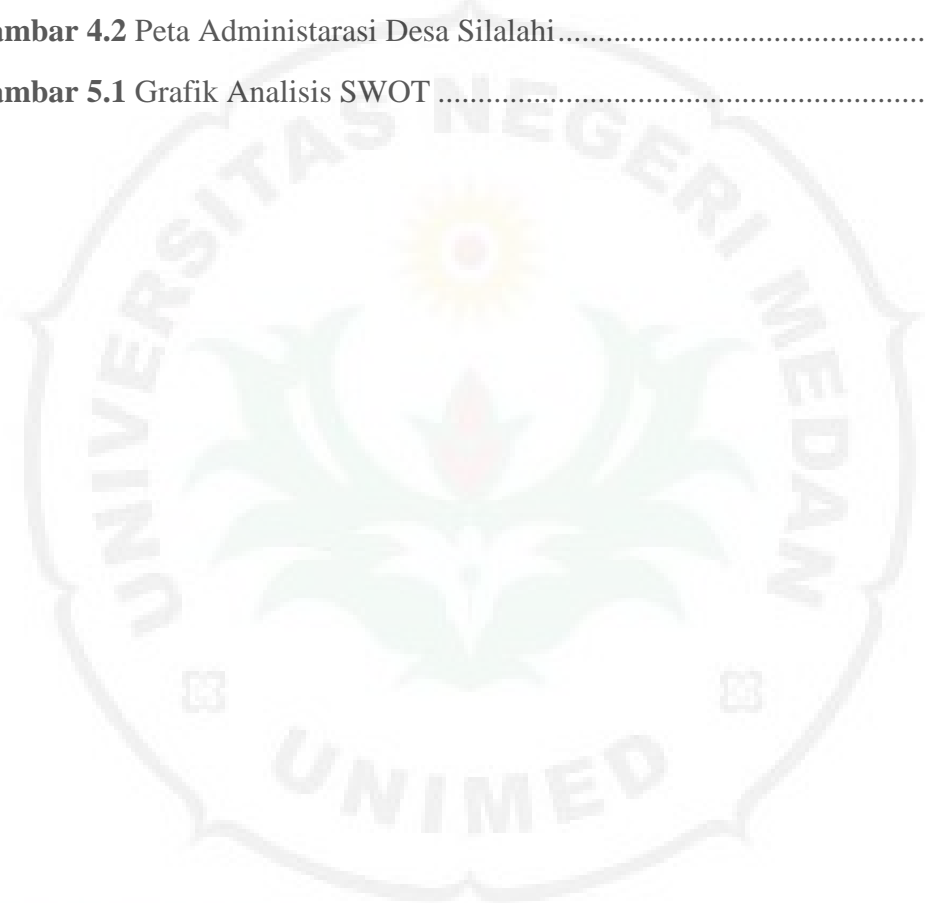 ambar 4.2 Peta Administarasi Desa Silalahi..............................................
ambar 5.1 Grafik Analisis SWOT .............................................................
UNIVERSITAS NEGERI MEDAN
UNIMED